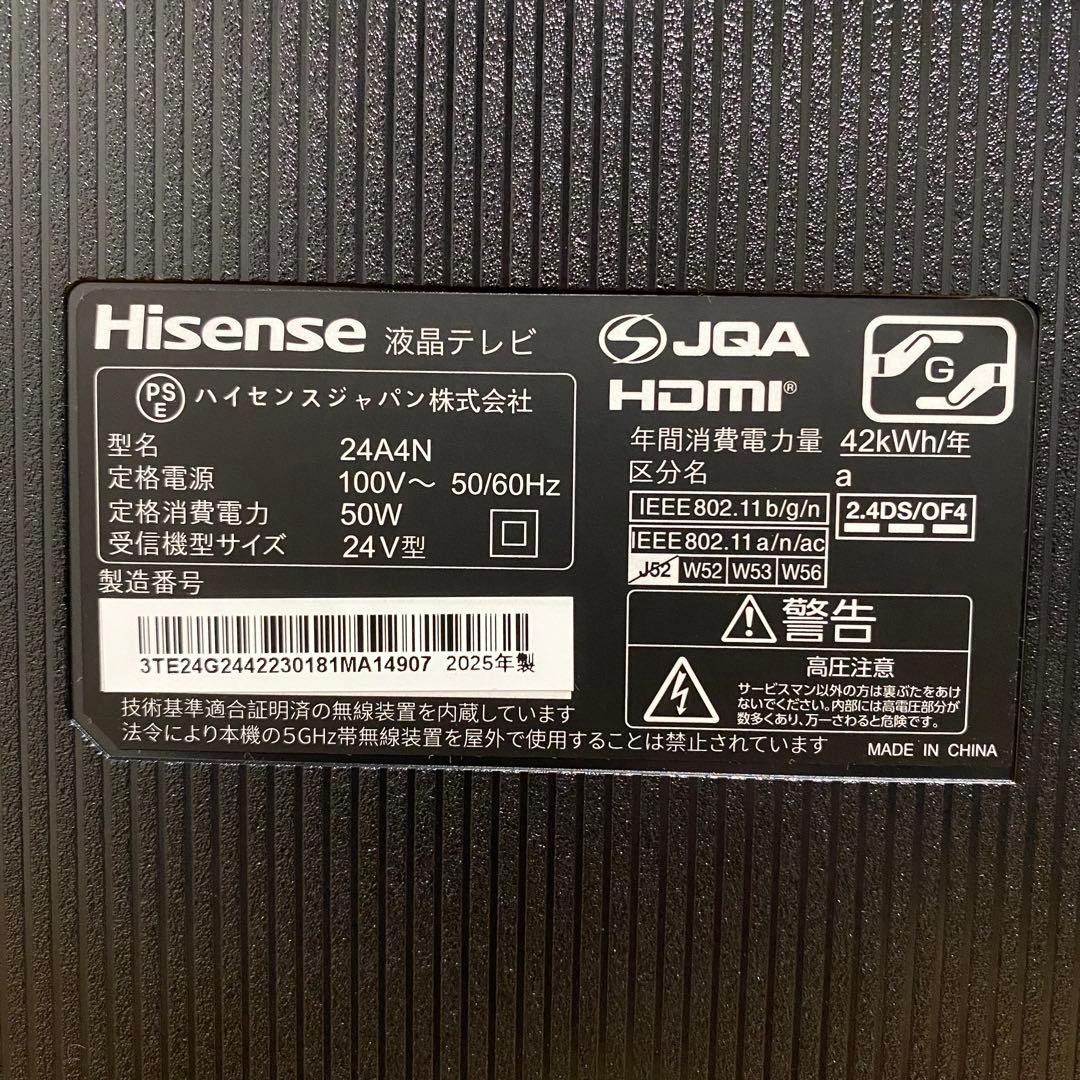 Hisense 液晶テレビ
PS
E
ハイセンスジャパン株式会社
型名 24A4N
定格電源 100V～ 50/60Hz
定格消費電力 50W
受信機型サイズ 24V型
製造番号
3TE24G2442230181MA14907 2025年製
JQA
HDMI®
G
年間消費電力量 42kWh/年
区分名 a
IEEE802.11b/g/n
2.4DS/OF4
IEEE802.11a/n/ac
J52 W52 W53 W56
警告
高圧注意
サービスマン以外の方は裏ぶたをあけ
ないでください。内部には高電圧部分が
数多くあり、万一さわると危険です。
技術基準適合証明済の無線装置を内蔵しています
法令により本機の5GHz帯無線装置を屋外で使用することは禁止されています
MADE IN CHINA